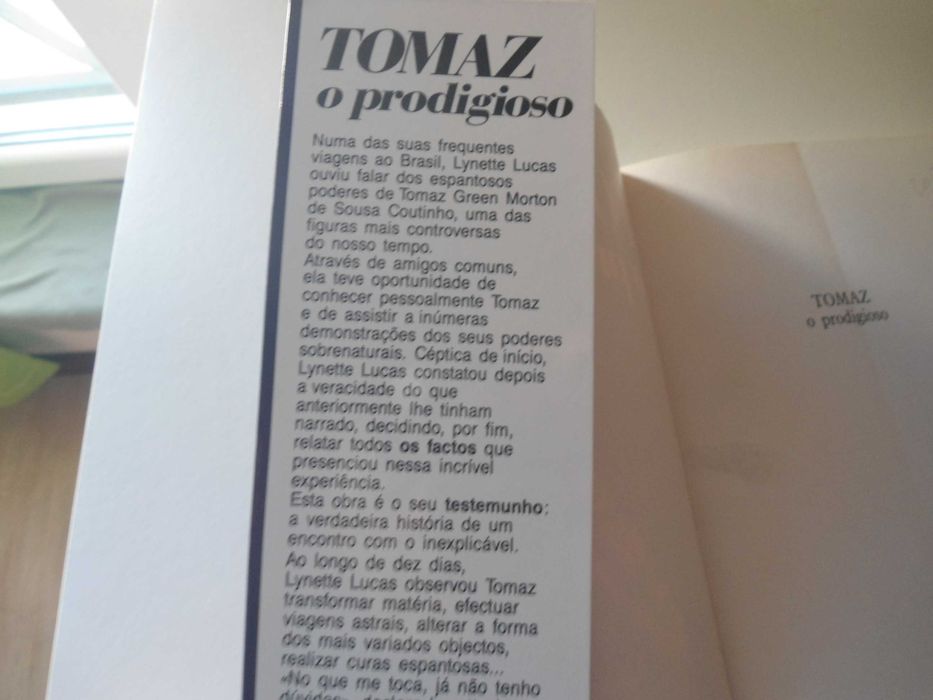 TOMAZ
o prodigioso
Numa das suas frequentes
viagens ao Brasil, Lynette Lucas
ouviu falar dos espantosos
poderes de Tomaz Green Morton
de Sousa Coutinho, uma das
figuras mais controversas
do nosso tempo.
Através de amigos comuns,
ela teve oportunidade de
conhecer pessoalmente Tomaz
e de assistir a inúmeras
demonstrações dos seus poderes
sobrenaturais. Céptica de início,
Lynette Lucas constatou depois
a veracidade do que
anteriormente lhe tinham
narrado, decidindo, por fim,
relatar todos os factos que
presenciou nessa incrível
experiência.
Esta obra é o seu testemunho:
a verdadeira história de um
encontro com o inexplicável.
Ao longo de dez dias,
Lynette Lucas observou Tomaz
transformar matéria, efectuar
viagens astrais, alterar a forma
dos mais variados objectos,
realizar curas espantosas...
«No que me toca, já não tenho
TOMAZ
o prodigioso